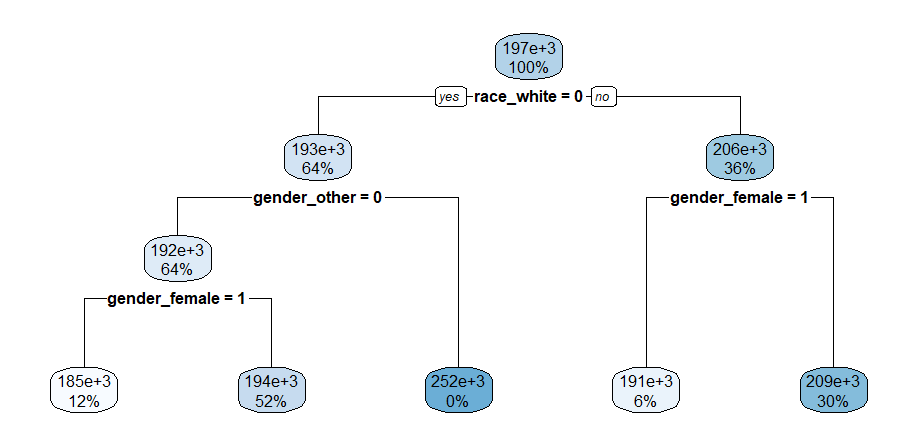 197e+3
100%
yes race_white = 0 no
193e+3
64%
206e+3
36%
gender_other = 0
gender_female = 1
192e+3
64%
gender_female = 1
185e+3
12%
194e+3
52%
252e+3
0%
191e+3
6%
209e+3
30%